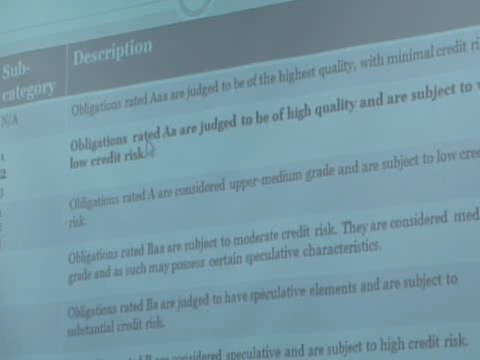 Sub-
category
Description
N/A
Obligations rated Aaa are judged to be of the highest quality, with minimal credit
1
2
3
Obligations rated Aa are judged to be of high quality and are subject to
low credit risk.
Obligations rated A are considered upper-medium grade and are subject to low
risk.
Obligations rated Baa are subject to moderate credit risk. They are considered
grade and as such may possess certain speculative characteristics.
Obligations rated Ba are judged to have speculative elements and are subject to
substantial credit risk.
rated B are considered speculative and are subject to high credit risk.